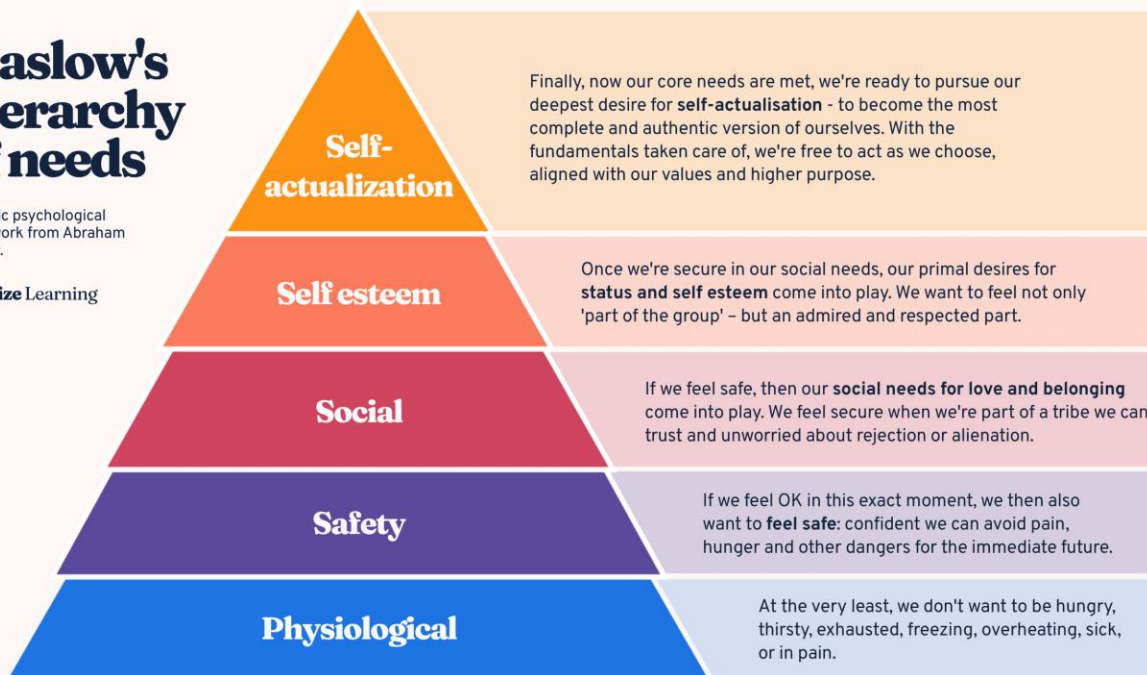 aslow's
erarchy
needs
ic psychological
work from Abraham
ize Learning
Self-
actualization
Finally, now our core needs are met, we're ready to pursue our
deepest desire for self-actualisation - to become the most
complete and authentic version of ourselves. With the
fundamentals taken care of, we're free to act as we choose,
aligned with our values and higher purpose.
Self esteem
Once we're secure in our social needs, our primal desires for
status and self esteem come into play. We want to feel not only
'part of the group' – but an admired and respected part.
Social
If we feel safe, then our social needs for love and belonging
come into play. We feel secure when we're part of a tribe we can
trust and unworried about rejection or alienation.
Safety
If we feel OK in this exact moment, we then also
want to feel safe: confident we can avoid pain,
hunger and other dangers for the immediate future.
Physiological
At the very least, we don't want to be hungry,
thirsty, exhausted, freezing, overheating, sick,
or in pain.